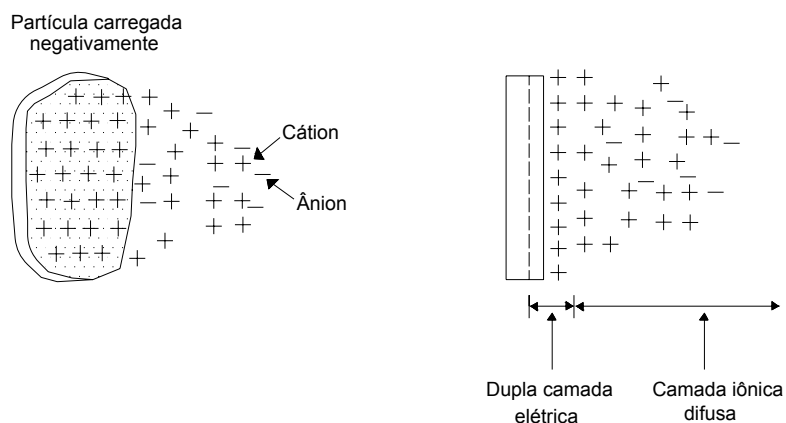 Partícula carregada
negativamente
Cátion
Ânion
Dupla camada
elétrica
Camada iônica
difusa